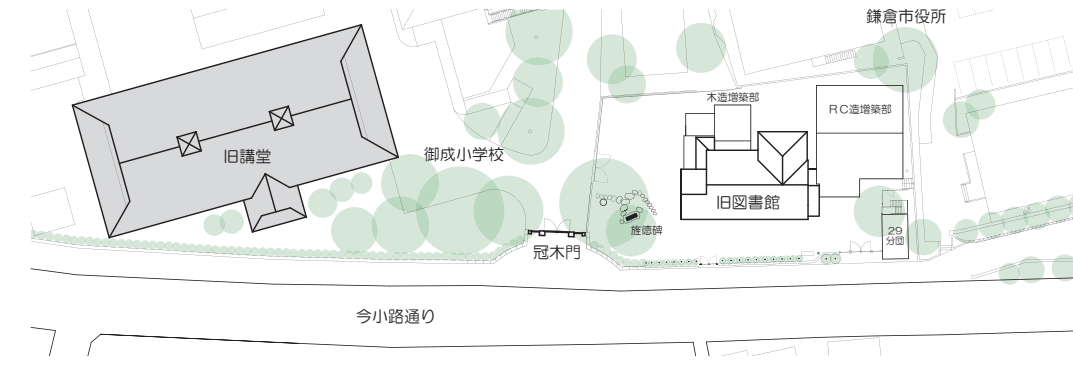 鎌倉市役所
木造増築部
RC造増築部
旧講堂
御成小学校
旧図書館
旌徳碑
29
分団
冠木門
今小路通り